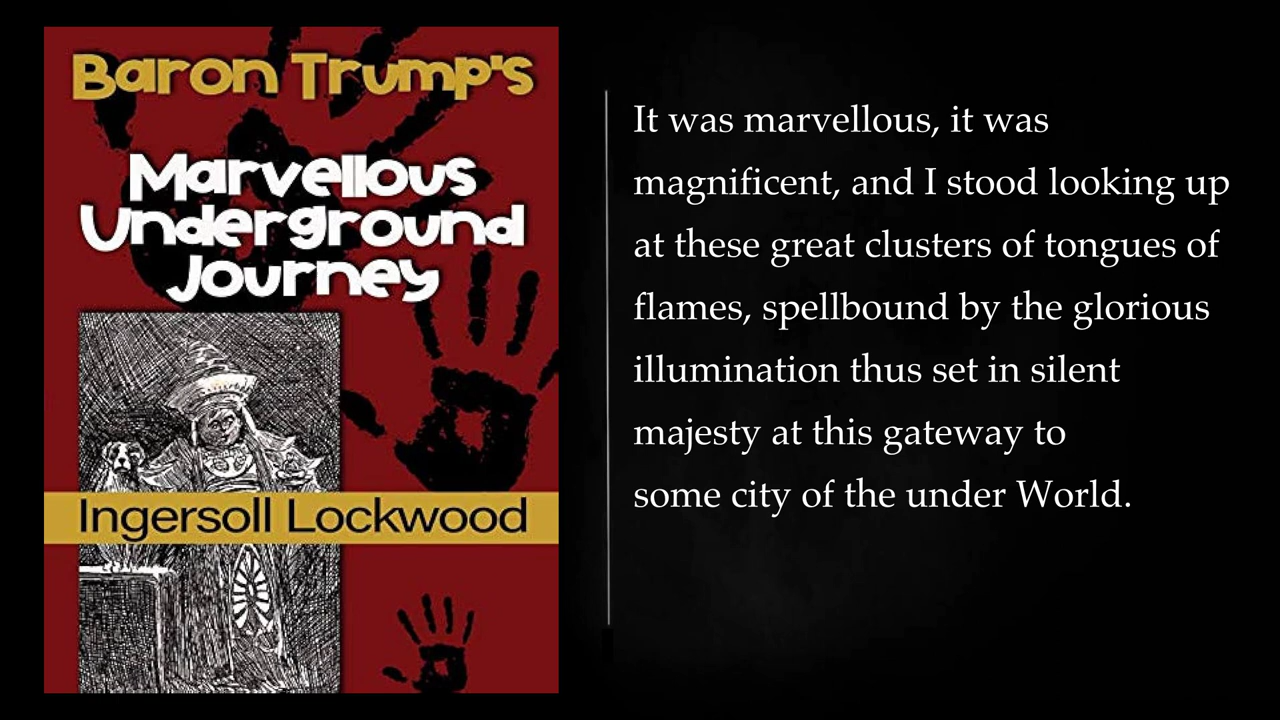 Baron Trump's
Marvellous
Underground
Journey
Ingersoll Lockwood
It was marvellous, it was
magnificent, and I stood looking up
at these great clusters of tongues of
flames, spellbound by the glorious
illumination thus set in silent
majesty at this gateway to
some city of the under World.